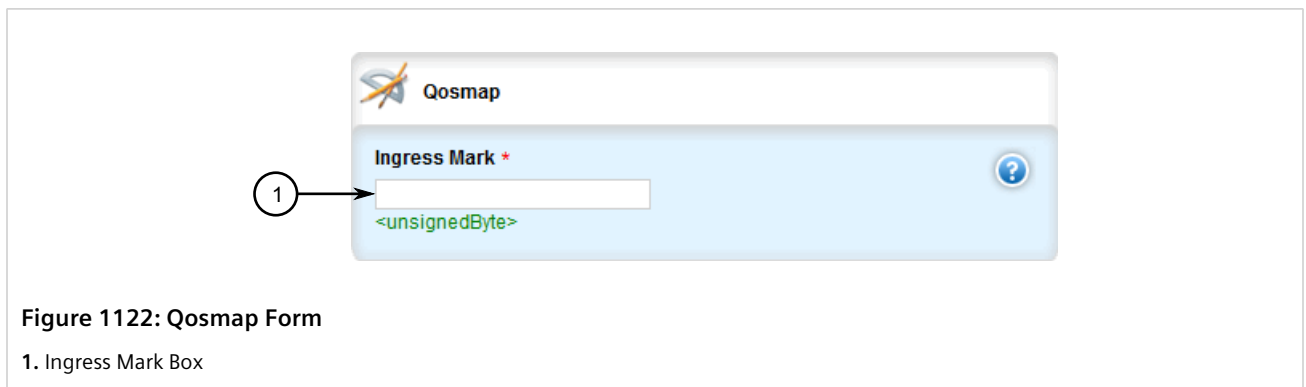 Qosmap
Ingress Mark *
?
1
<unsignedByte>
Figure 1122: Qosmap Form
1. Ingress Mark Box